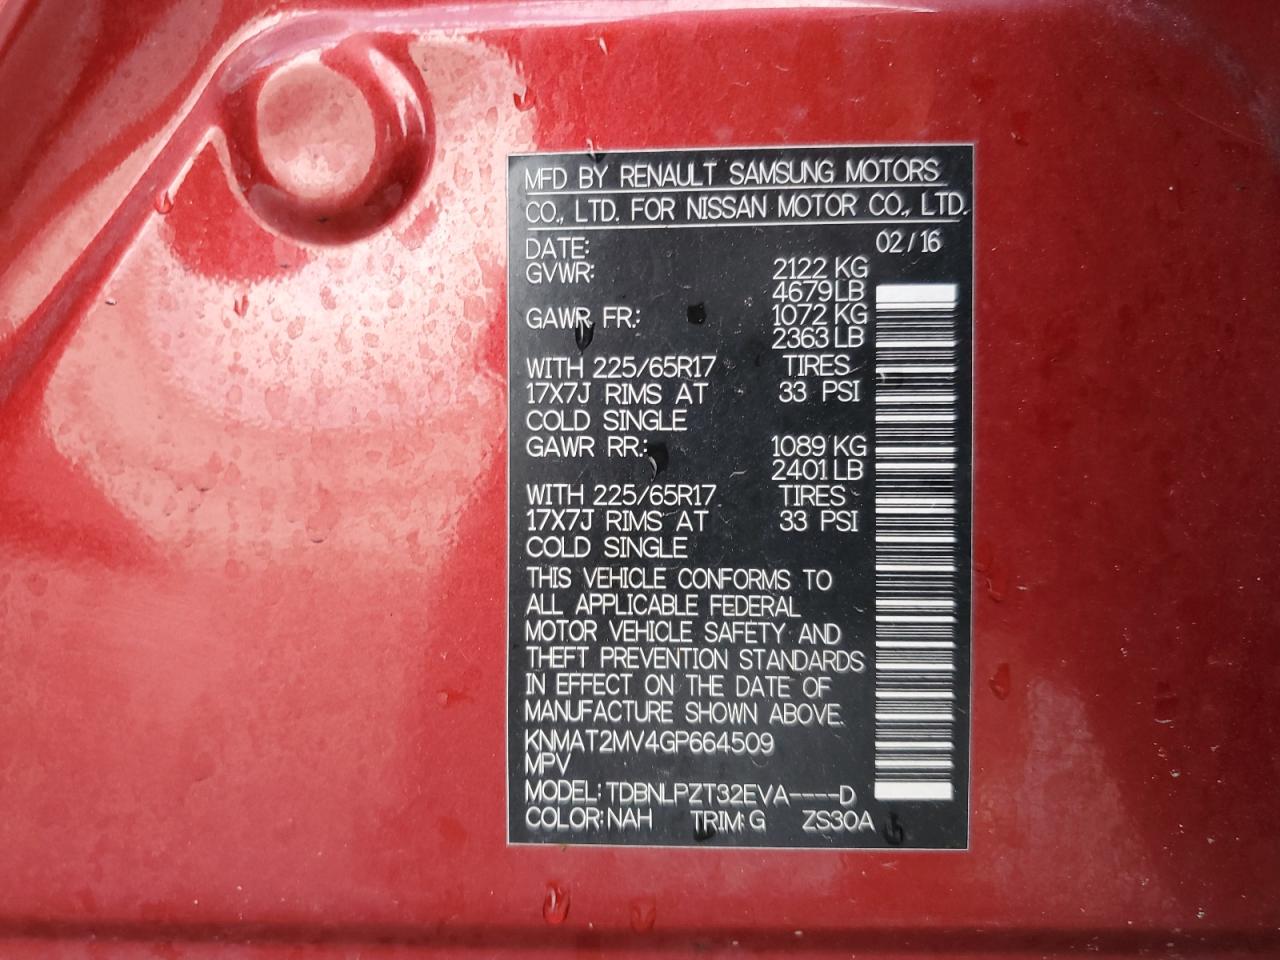 MFD BY RENAULT SAMSUNG MOTORS
CO., LTD. FOR NISSAN MOTOR CO., LTD.
DATE: 02/16
GVWR: 2122 KG
4679 LB
GAWR FR.: 1072 KG
2363 LB
WITH 225/65R17 TIRES
17X7J RIMS AT 33 PSI
COLD SINGLE
GAWR RR.: 1089 KG
2401 LB
WITH 225/65R17 TIRES
17X7J RIMS AT 33 PSI
COLD SINGLE
THIS VEHICLE CONFORMS TO
ALL APPLICABLE FEDERAL
MOTOR VEHICLE SAFETY AND
THEFT PREVENTION STANDARDS
IN EFFECT ON THE DATE OF
MANUFACTURE SHOWN ABOVE.
KNMAT2MV4GP664509
MPV
MODEL: TDBNLPZT32EVA----D
COLOR: NAH TRIM: G ZS30A